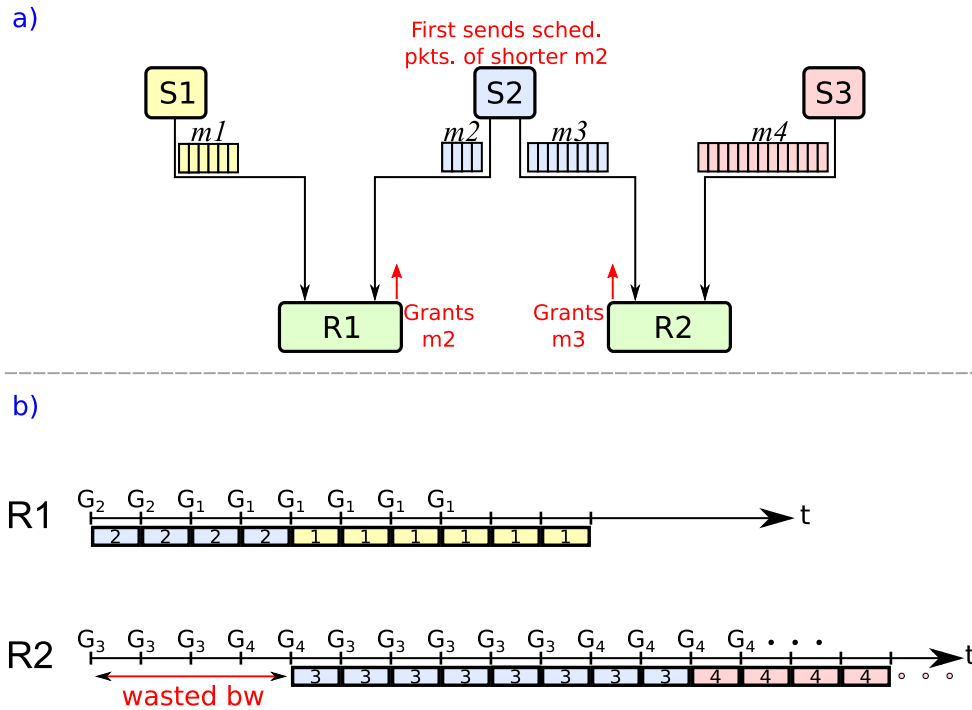 a)
First sends sched.
pkts. of shorter m2
S1
S2
S3
m1
m2
m3
m4
R1
Grants
m2
Grants
m3
R2
b)
R1
G₂ G₂ G₁ G₁ G₁ G₁ G₁ G₁
t
2 2 2 2 1 1 1 1 1 1
R2
G₃ G₃ G₃ G₄ G₄ G₃ G₃ G₃ G₃ G₃ G₄ G₄ G₄ G₄ . . .
t
3 3 3 3 3 3 3 3 4 4 4 4 ∘ ∘ ∘
wasted bw